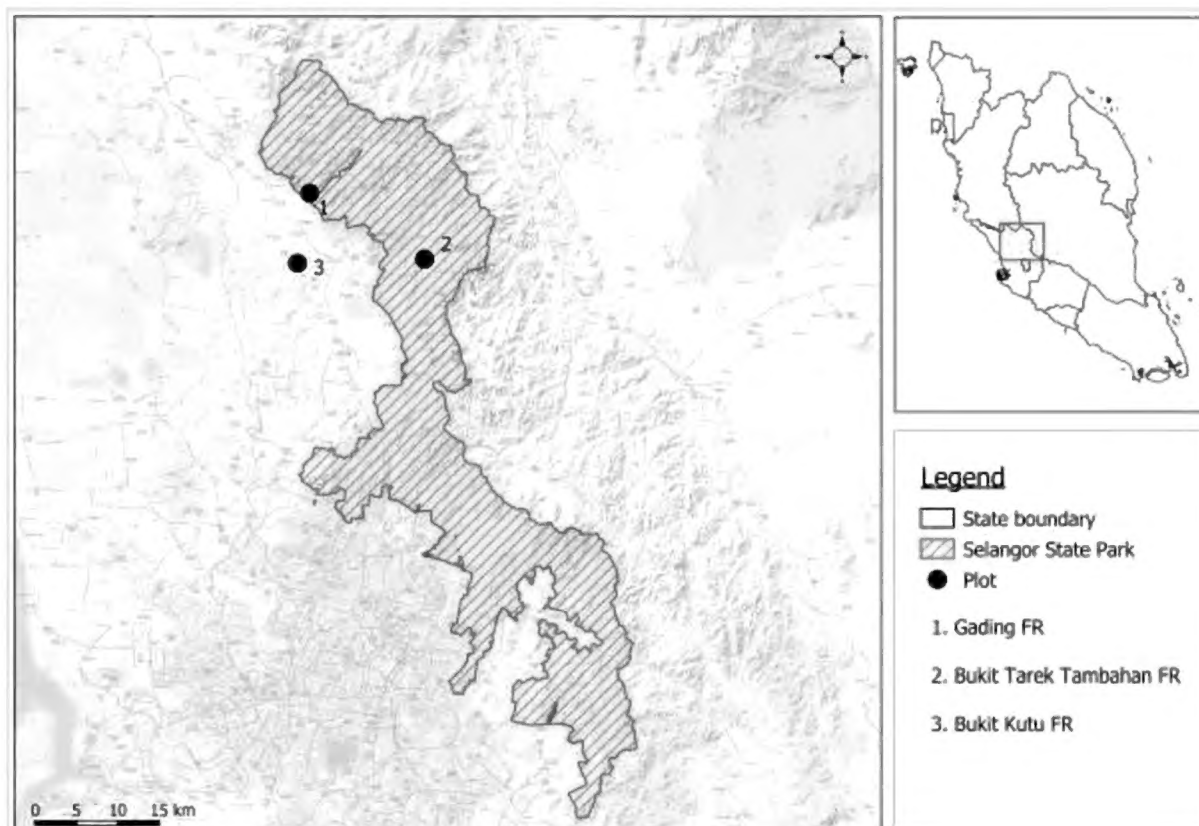 1
2
3
0 5 10 15 km
Legend
State boundary
Selangor State Park
Plot
1. Gading FR
2. Bukit Tarek Tambahan FR
3. Bukit Kutu FR